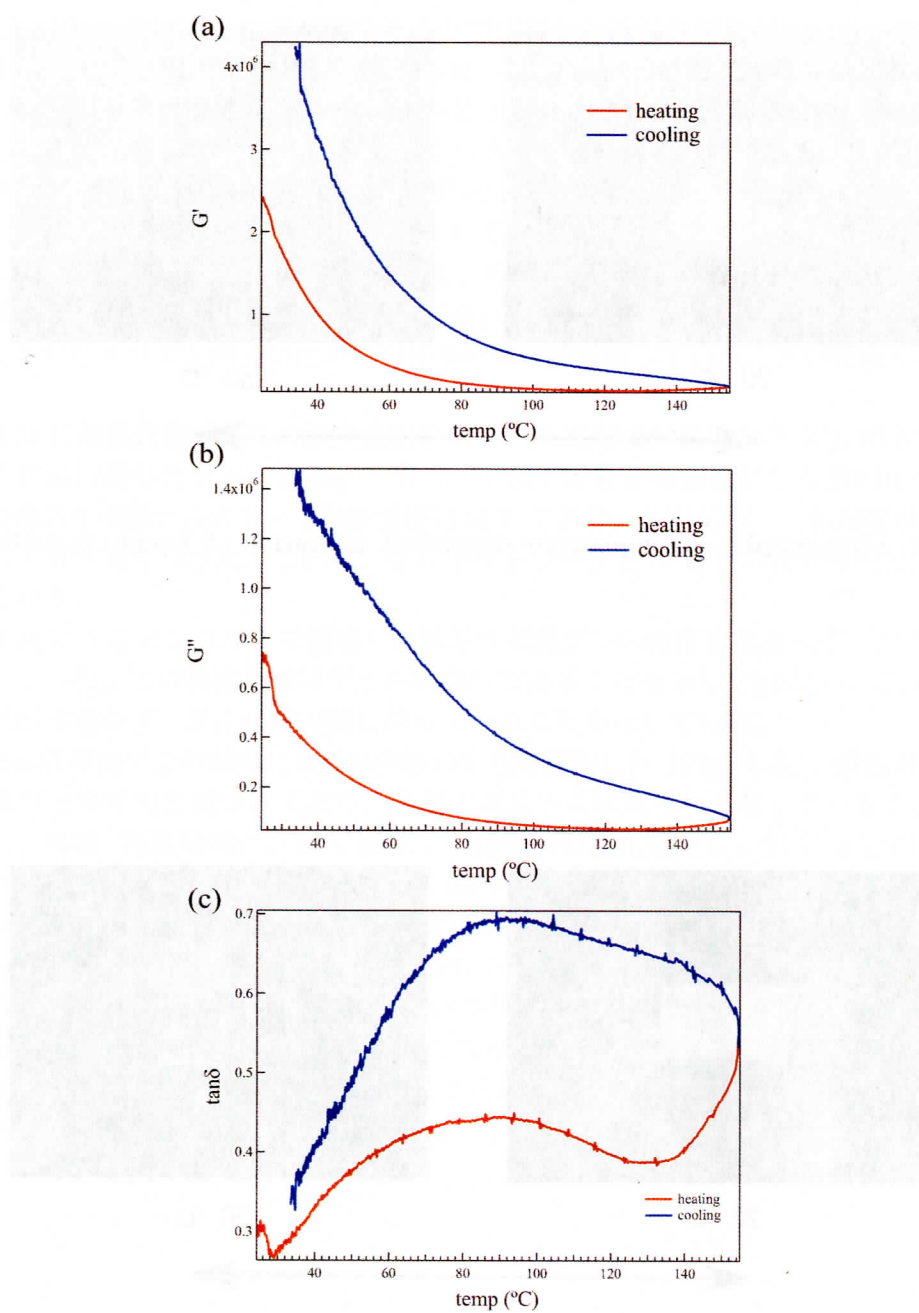 (a)
4x10⁶
3
2
1
G'
heating
cooling
40
60
80
100
120
140
temp (ºC)
(b)
1.4x10⁶
1.2
1.0
0.8
0.6
0.4
0.2
G''
heating
cooling
40
60
80
100
120
140
temp (ºC)
(c)
0.7
0.6
0.5
0.4
0.3
tanδ
heating
cooling
40
60
80
100
120
140
temp (ºC)